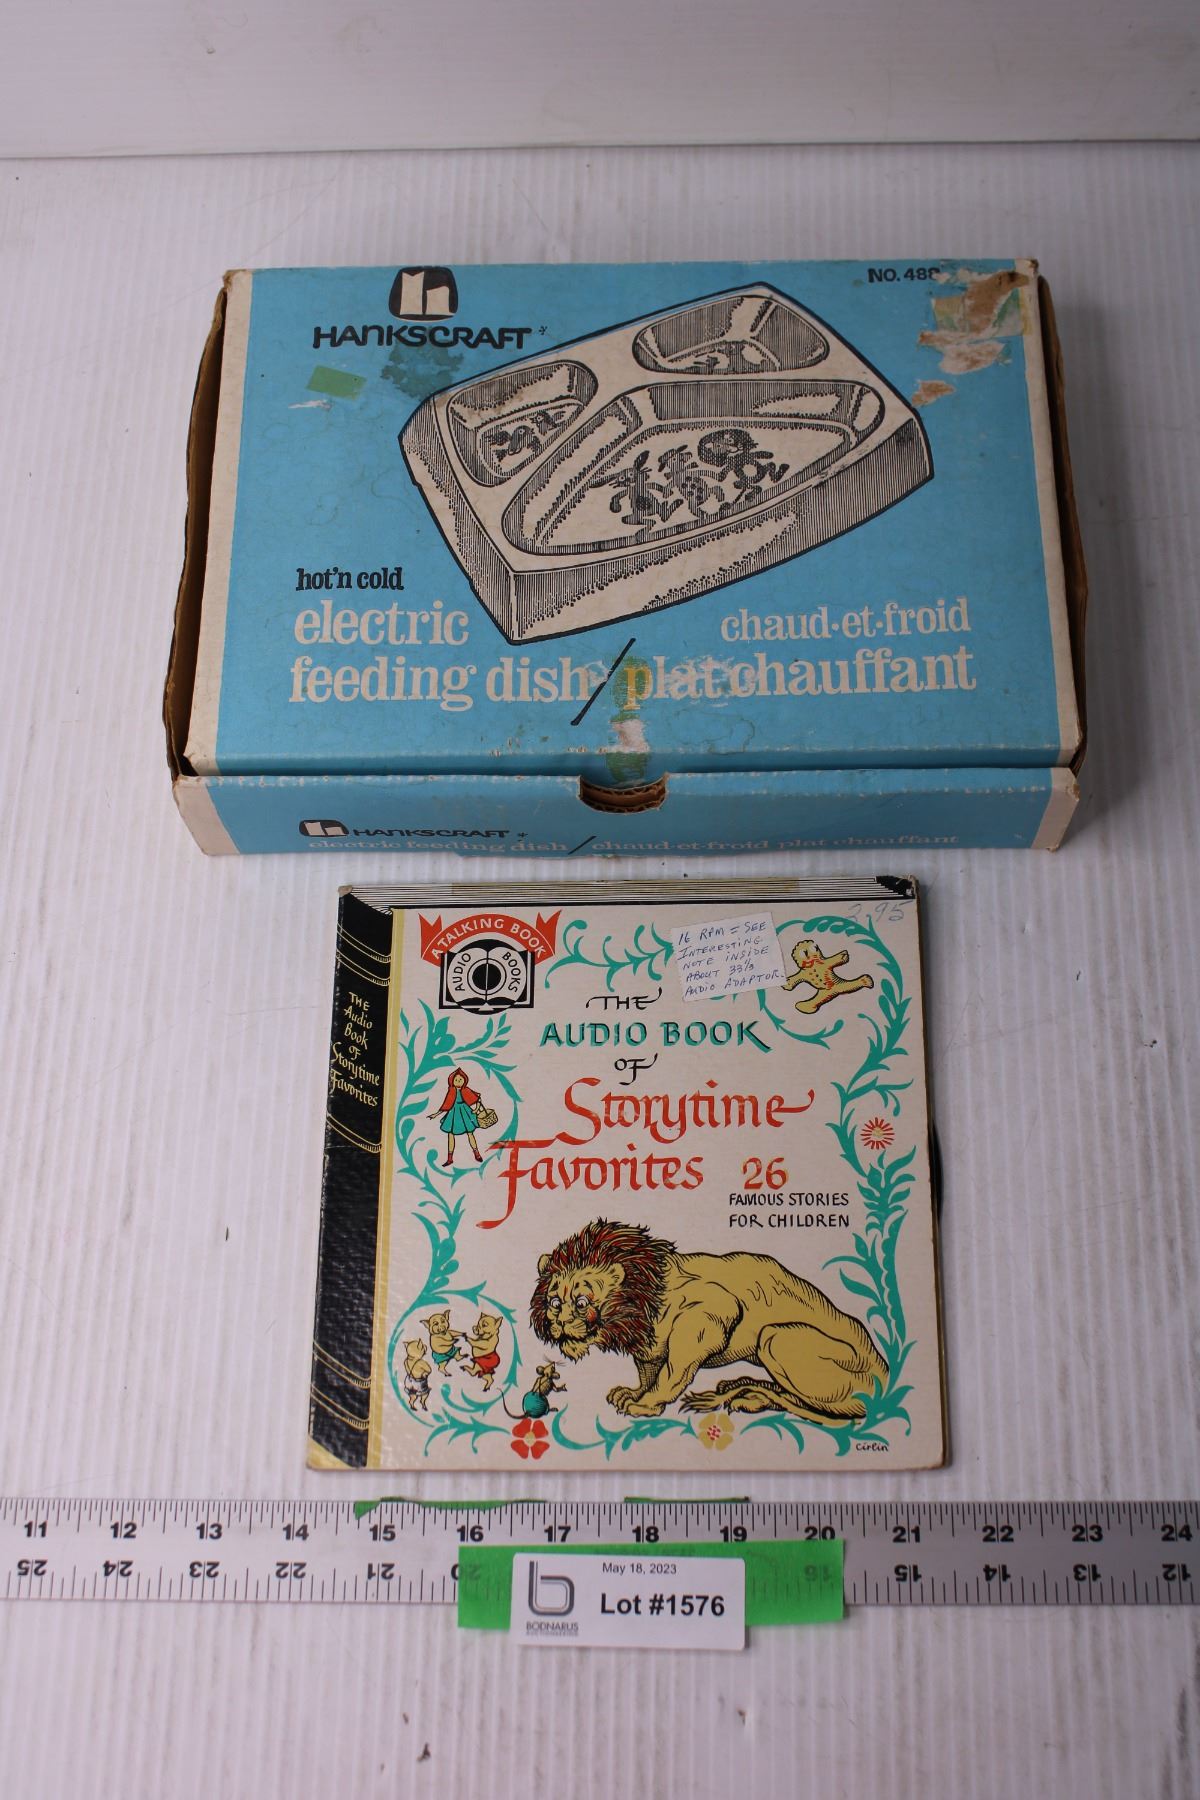 NO. 488
HANKSCRAFT
hot'n cold
electric
feeding dish/
chaud·et·froid
plat chauffant
HANKSCRAFT
electric feeding dish/chaud-et-froid plat chauffant
A TALKING BOOK
AUDIO BOOKS
2.95
16 RPM = SEE
INTERESTING
NOTE INSIDE
ABOUT 33⅓
AUDIO ADAPTOR.
THE
Audio
Book
OF
Storytime
Favorites
THE
AUDIO BOOK
OF
Storytime
Favorites 26
FAMOUS STORIES
FOR CHILDREN
Cirlin
11 12 13 14 15 16 17 18 19 20 21 22 23 24
25 24 23 22 21 20 16 15 14 13 12
May 18, 2023
Lot #1576
b
BODNARUS
AUCTIONEERING